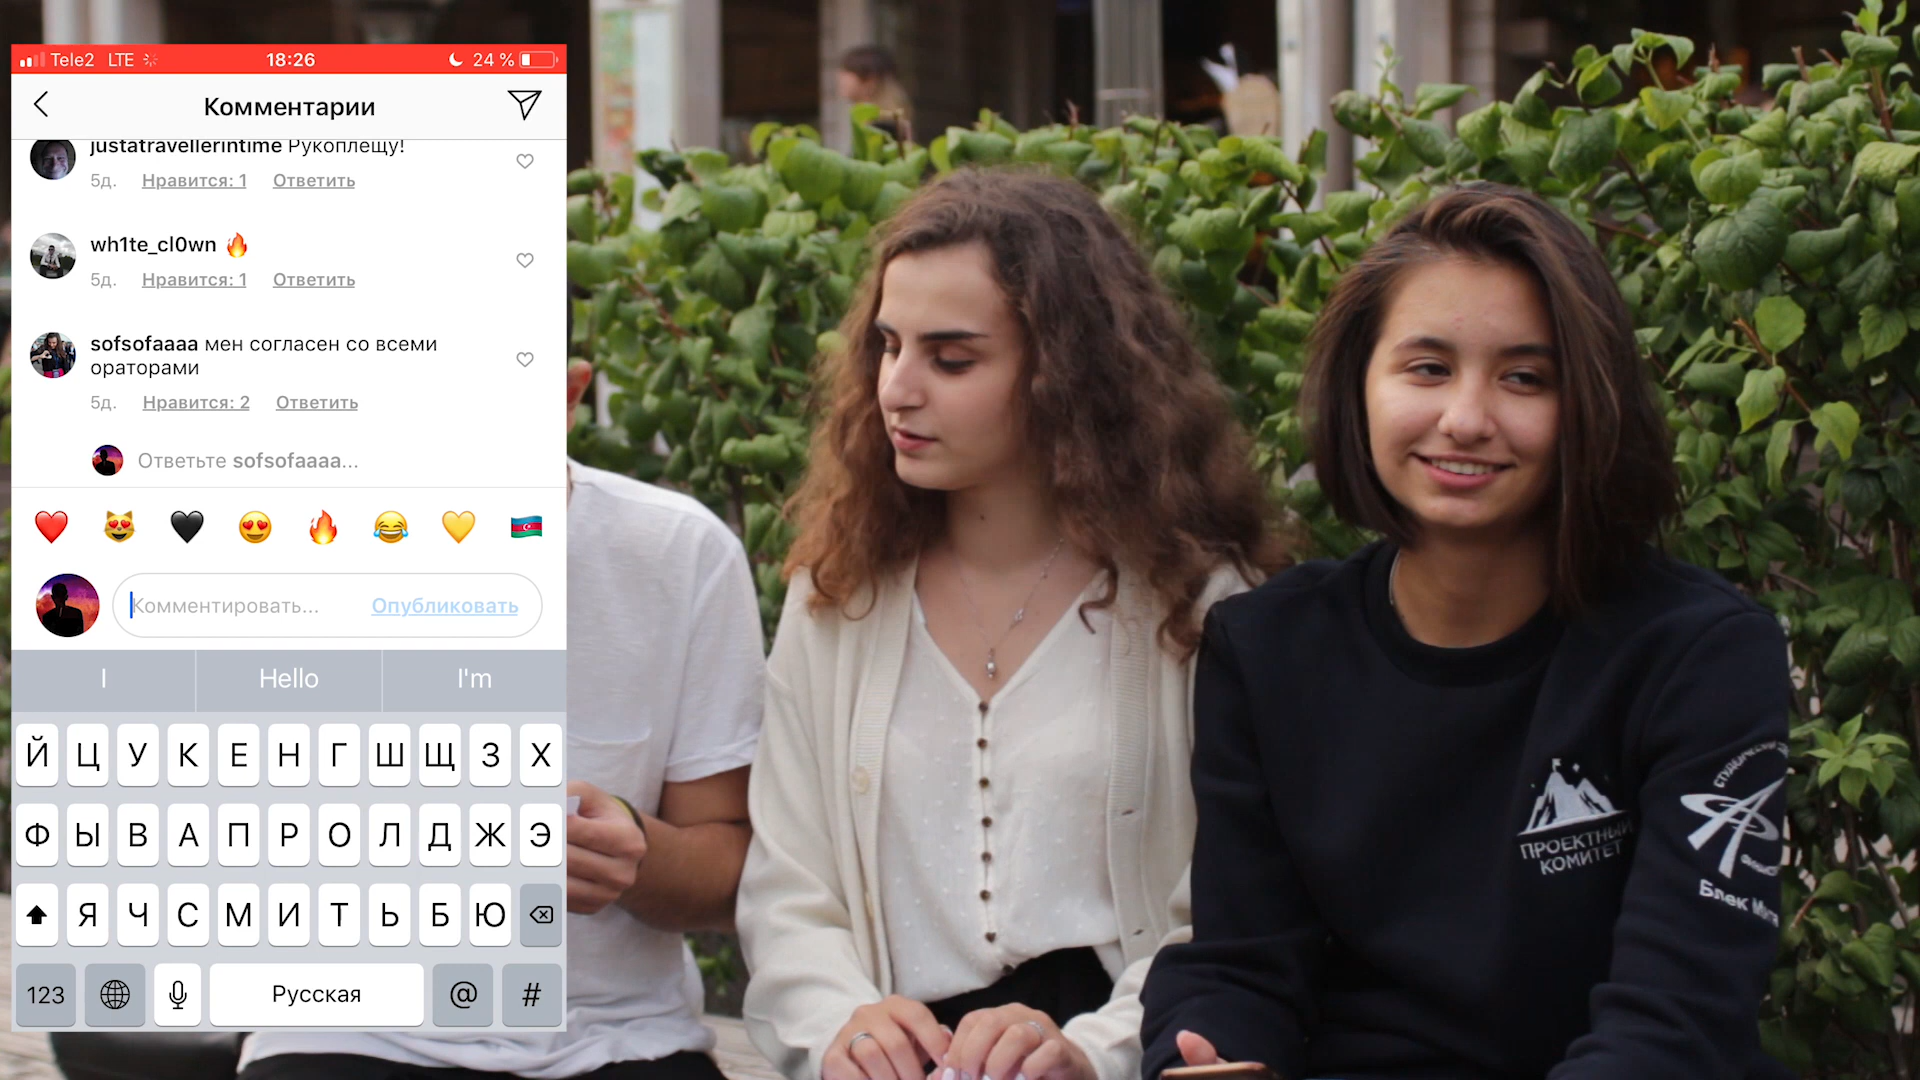 Tele2 LTE 18:26 24 %
Комментарии
justatravellerintime Рукоплещу!
5д. Нравится: 1 Ответить
wh1te_cl0wn 🔥
5д. Нравится: 1 Ответить
sofsofaaaa мен согласен со всеми
ораторами
5д. Нравится: 2 Ответить
Ответьте sofsofaaaa...
Комментировать... Опубликовать
I Hello I'm
Й Ц У К Е Н Г Ш Щ З Х
Ф Ы В А П Р О Л Д Ж Э
Я Ч С М И Т Ь Б Ю
123 Русская @ #
ПРОЕКТНЫЙ
КОМИТЕТ
Блек